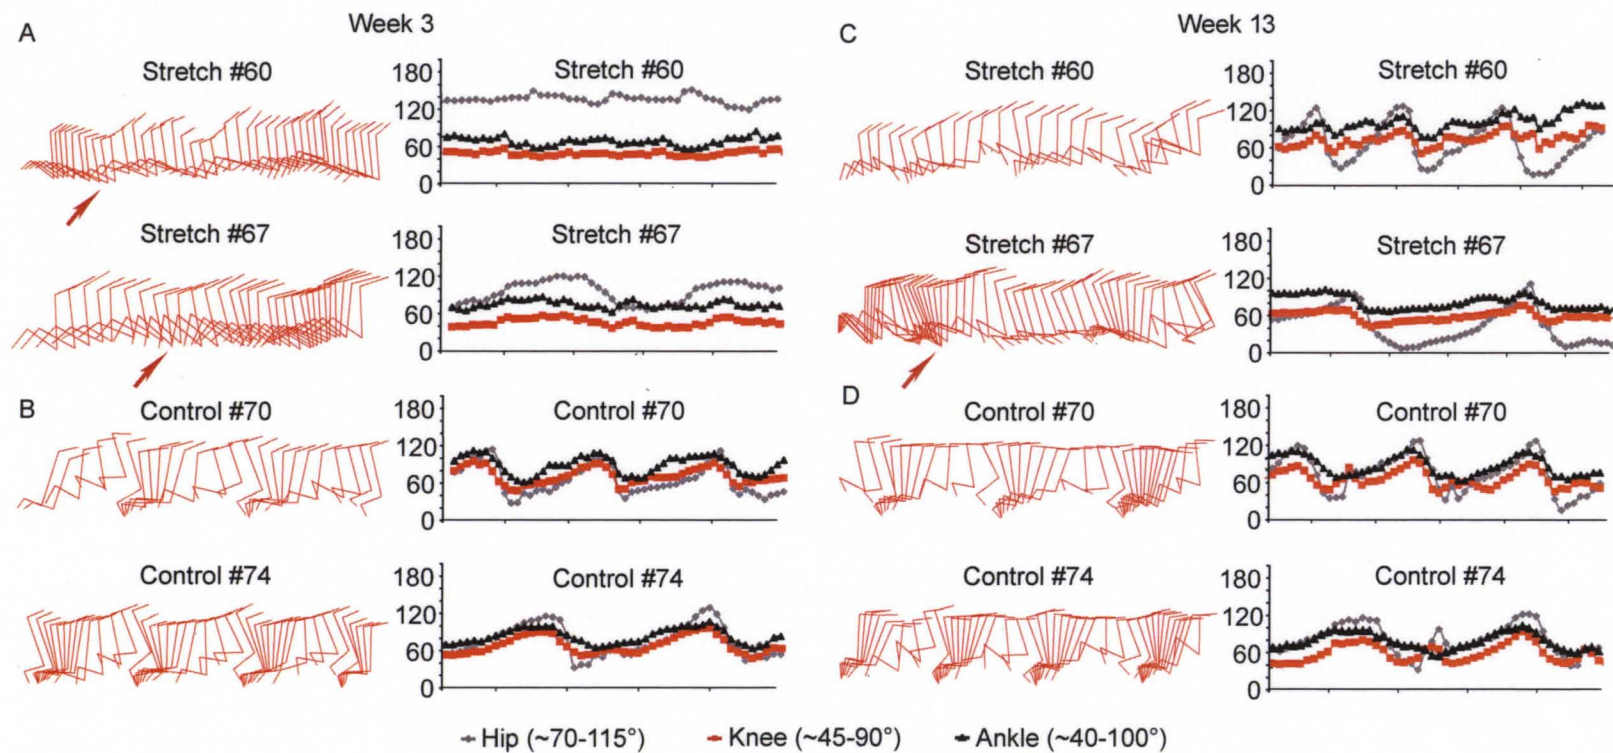 A Week 3
Stretch #60
180
120
60
0
Stretch #60
Stretch #67
180
120
60
0
Stretch #67
B
Control #70
180
120
60
0
Control #70
Control #74
180
120
60
0
Control #74
C Week 13
Stretch #60
180
120
60
0
Stretch #60
Stretch #67
180
120
60
0
Stretch #67
D
Control #70
180
120
60
0
Control #70
Control #74
180
120
60
0
Control #74
Hip (~70-115°) Knee (~45-90°) Ankle (~40-100°)